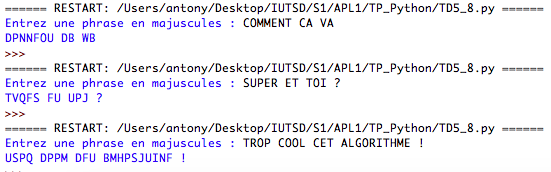 ====== RESTART: /Users/antony/Desktop/IUTSD/S1/APL1/TP_Python/TD5_8.py ======
Entrez une phrase en majuscules : COMMENT CA VA
DPNNFOU DB WB
>>>
====== RESTART: /Users/antony/Desktop/IUTSD/S1/APL1/TP_Python/TD5_8.py ======
Entrez une phrase en majuscules : SUPER ET TOI ?
TVQFS FU UPJ ?
>>>
====== RESTART: /Users/antony/Desktop/IUTSD/S1/APL1/TP_Python/TD5_8.py ======
Entrez une phrase en majuscules : TROP COOL CET ALGORITHME !
USPQ DPPM DFU BMHPSJUINF !